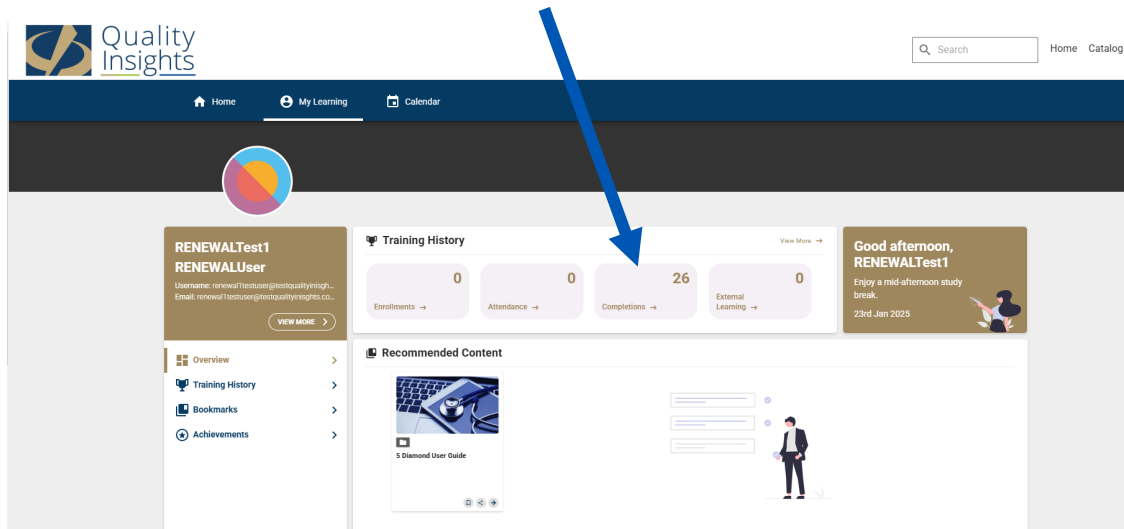 Quality
Insights
Search
Home Catalog
Home My Learning Calendar
RENEWALTest1
RENEWALUser
Username: renewal1testuser@testqualityinisgh...
Email: renewal1testuser@testqualityinisghts.co...
VIEW MORE
Overview
Training History
Bookmarks
Achievements
Training History
View More
0
Enrollments
0
Attendance
26
Completions
0
External
Learning
Good afternoon,
RENEWALTest1
Enjoy a mid-afternoon study
break.
23rd Jan 2025
Recommended Content
5 Diamond User Guide